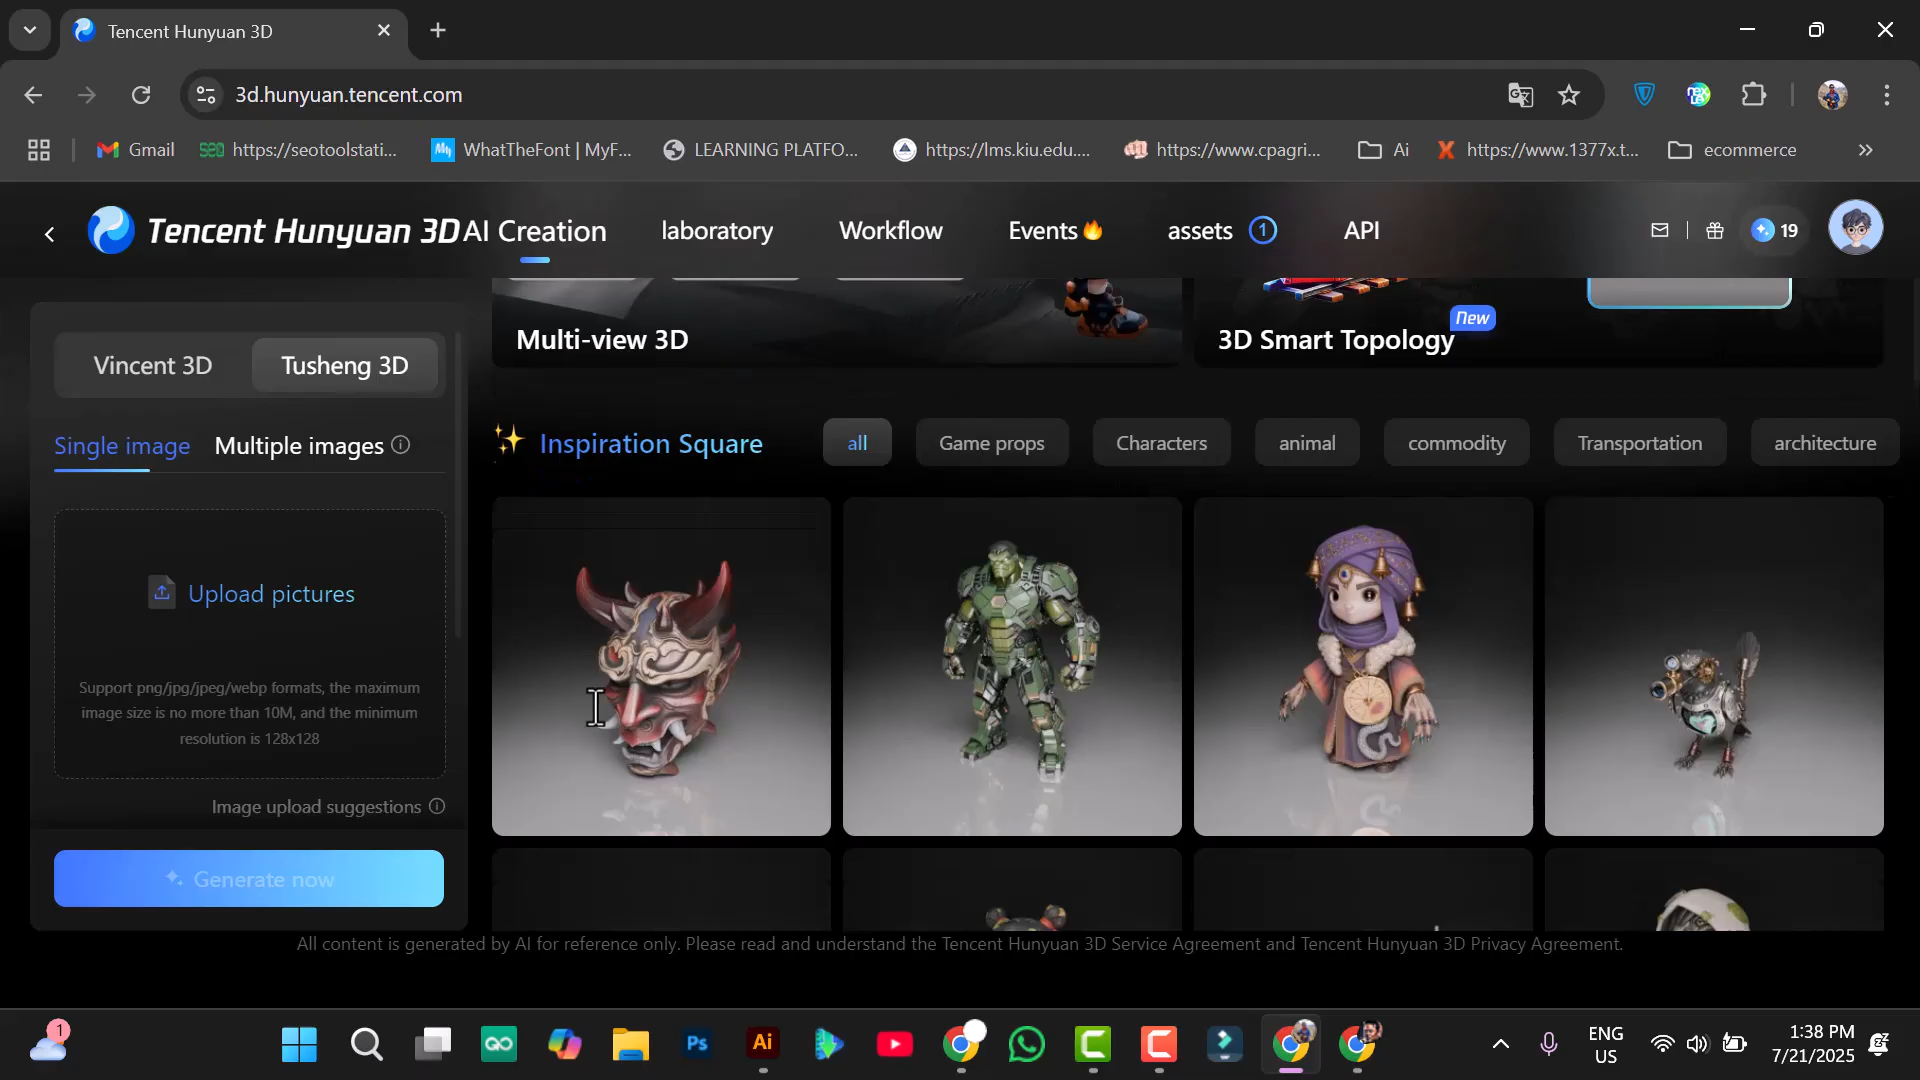 Tencent Hunyuan 3D
3d.hunyuan.tencent.com
Gmail
SEO https://seotoolstati...
My WhatTheFont | MyF...
LEARNING PLATFO...
https://lms.kiu.edu....
https://www.cpagri...
Ai
X https://www.1377x.t...
ecommerce
Tencent Hunyuan 3D
AI Creation
laboratory
Workflow
Events
assets 1
API
19
Vincent 3D
Tusheng 3D
Single image
Multiple images
Upload pictures
Support png/jpg/jpeg/webp formats, the maximum
image size is no more than 10M, and the minimum
resolution is 128x128
Image upload suggestions
Generate now
Multi-view 3D
3D Smart Topology
New
Inspiration Square
all
Game props
Characters
animal
commodity
Transportation
architecture
All content is generated by AI for reference only. Please read and understand the Tencent Hunyuan 3D Service Agreement and Tencent Hunyuan 3D Privacy Agreement.
1
Ps
Ai
ENG
US
1:38 PM
7/21/2025